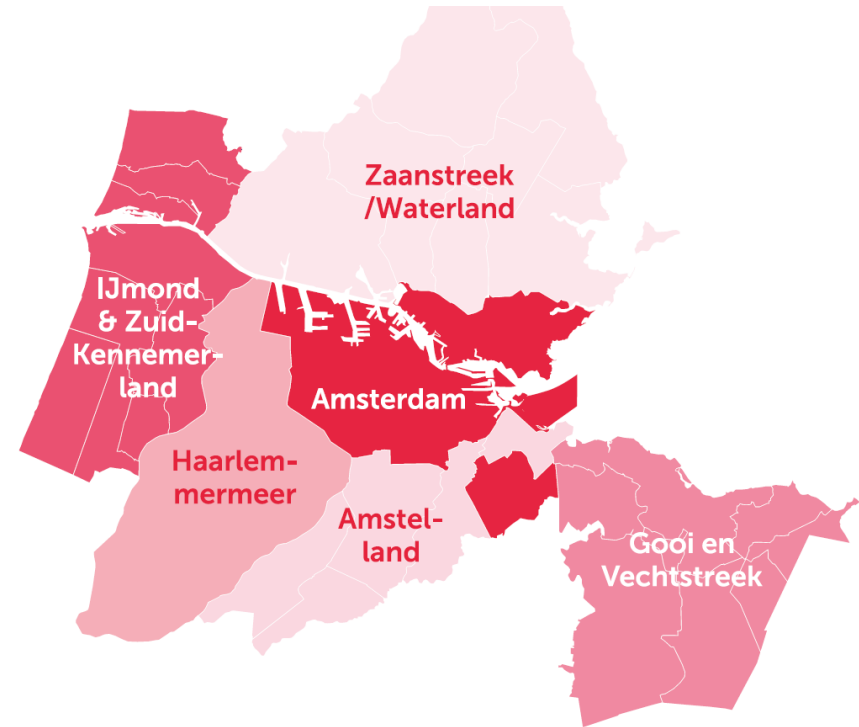 Zaanstreek
/Waterland
IJmond
& Zuid-
Kennemer-
land
Amsterdam
Haarlem-
mermeer
Amstel-
land
Gooi en
Vechtstreek